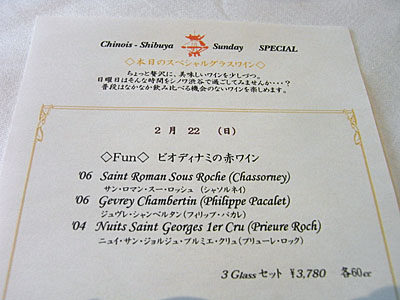 Chinois - Shibuya Sunday SPECIAL
◇本日のスペシャルグラスワイン◇
ちょっと贅沢に、美味しいワインを少しづつ。
日曜日はそんな時間をシノワ渋谷で過ごしてみませんか・・・?
普段はなかなか飲み比べる機会のないワインを楽しめます。
2月 22 (日)
◇Fun◇ ビオディナミの赤ワイン
'06 Saint Roman Sous Roche (Chassorney)
サン・ロマン・スー・ロッシュ (シャソルネイ)
'06 Gevrey Chambertin (Philippe Pacalet)
ジュヴレ・シャンベルタン(フィリップ・パカレ)
'04 Nuits Saint Georges 1er Cru (Prieure Roch)
ニュイ・サン・ジョルジュ・プルミエ・クリュ(プリューレ・ロック)
3 Glass セット ¥3,780 各60cc